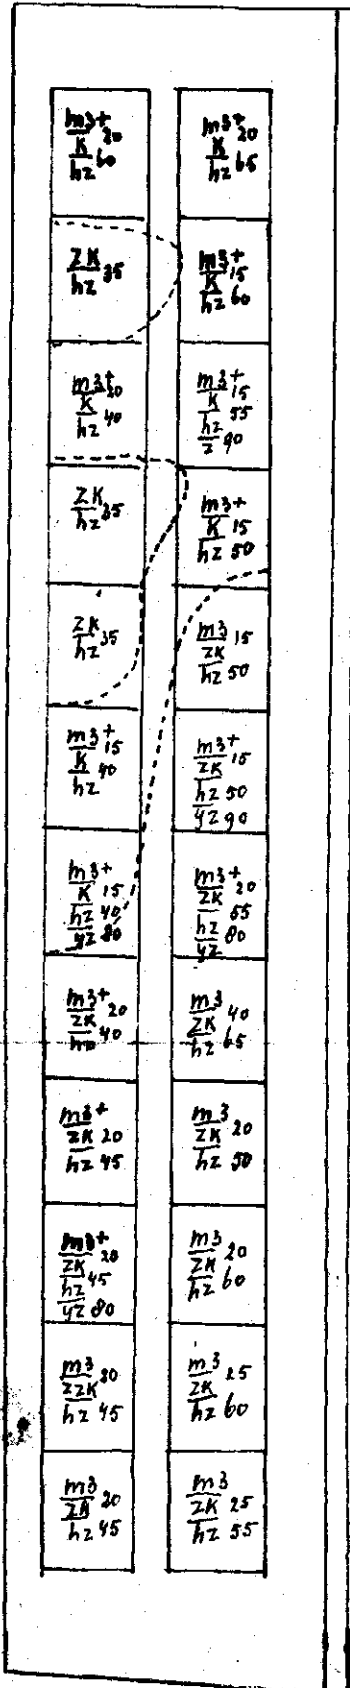 m3+ 20
K
hz 60
m3+ 20
K
hz 65
ZK
hz 35
m3+ 15
K
hz 60
m3+ 20
K
hz 40
m3+ 15
K 55
hz
z 90
ZK
hz 35
m3+
K 15
hz 50
ZK
hz 35
m3 15
ZK
hz 50
m3+ 15
K
hz 40
m3+ 15
ZK
hz 50
yz 90
m3+
K 15
hz 40
yz 80
m3+ 20
ZK
55
hz 80
yz
m3+ 20
ZK
40
m3 40
ZK
hz 65
m3+
ZK 20
hz 45
m3 20
ZK
hz 50
m3+ 20
ZK
hz 45
yz 80
m3 20
ZK
hz 60
m3 20
ZZK
hz 45
m3 25
ZK
hz 60
m3 20
ZK
hz 45
m3
ZK 25
hz 55